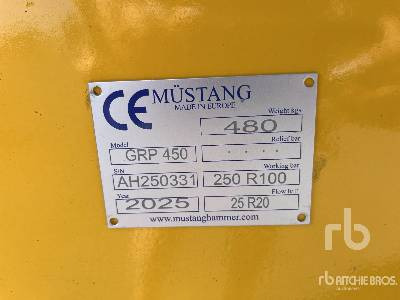 CE MÜSTANG
MADE IN EUROPE
Weight kgs
480
Model
Relief bar
GRP 450
· · · ·
S/N
Working bar
AH250331
250 R100
Year
2025
25 R20
www.mustanghammer.com
rb
rb RITCHIE BROS.